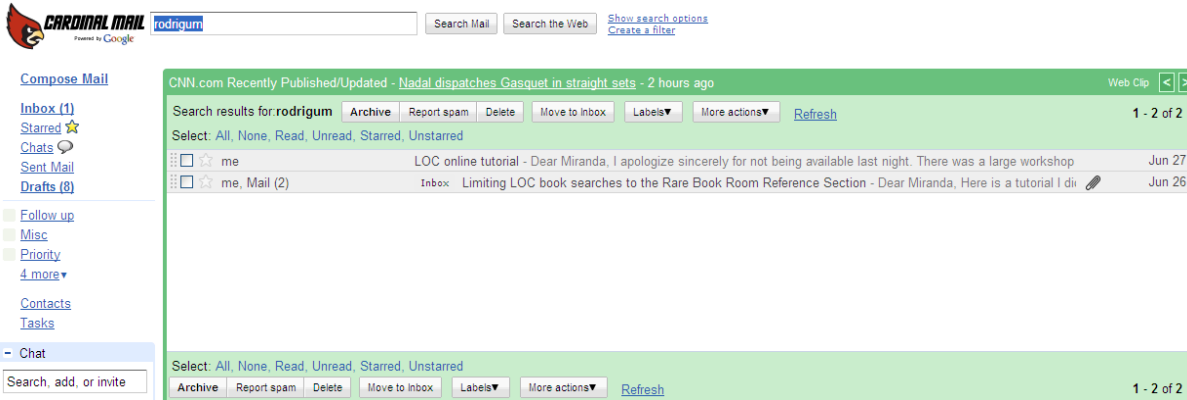 CARDINAL MAIL
Powered by Google
rodrigum
Search Mail
Search the Web
Show search options
Create a filter
Compose Mail
Inbox (1)
Starred
Chats
Sent Mail
Drafts (8)
Follow up
Misc
Priority
4 more▾
Contacts
Tasks
− Chat
Search, add, or invite
CNN.com Recently Published/Updated - Nadal dispatches Gasquet in straight sets - 2 hours ago Web Clip < >
Search results for:rodrigum Archive Report spam Delete Move to Inbox Labels▼ More actions▼ Refresh 1 - 2 of 2
Select: All, None, Read, Unread, Starred, Unstarred
me LOC online tutorial - Dear Miranda, I apologize sincerely for not being available last night. There was a large workshop Jun 27
me, Mail (2) Inbox Limiting LOC book searches to the Rare Book Room Reference Section - Dear Miranda, Here is a tutorial I di Jun 26
Select: All, None, Read, Unread, Starred, Unstarred
Archive Report spam Delete Move to Inbox Labels▼ More actions▼ Refresh 1 - 2 of 2